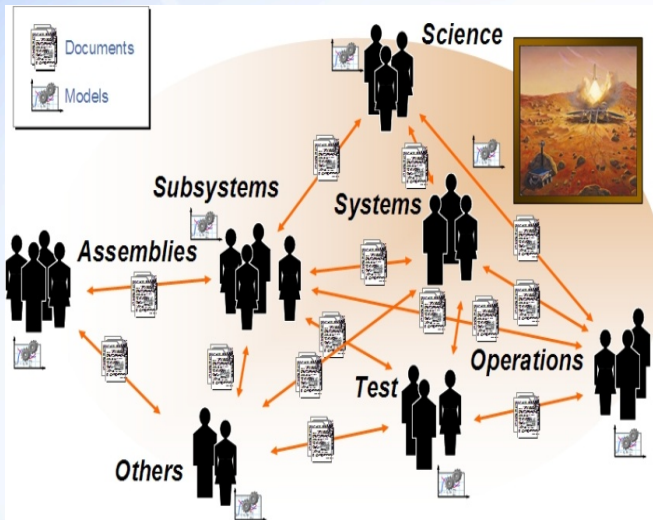 Documents
Models
Science
Subsystems
Systems
Assemblies
Operations
Test
Others